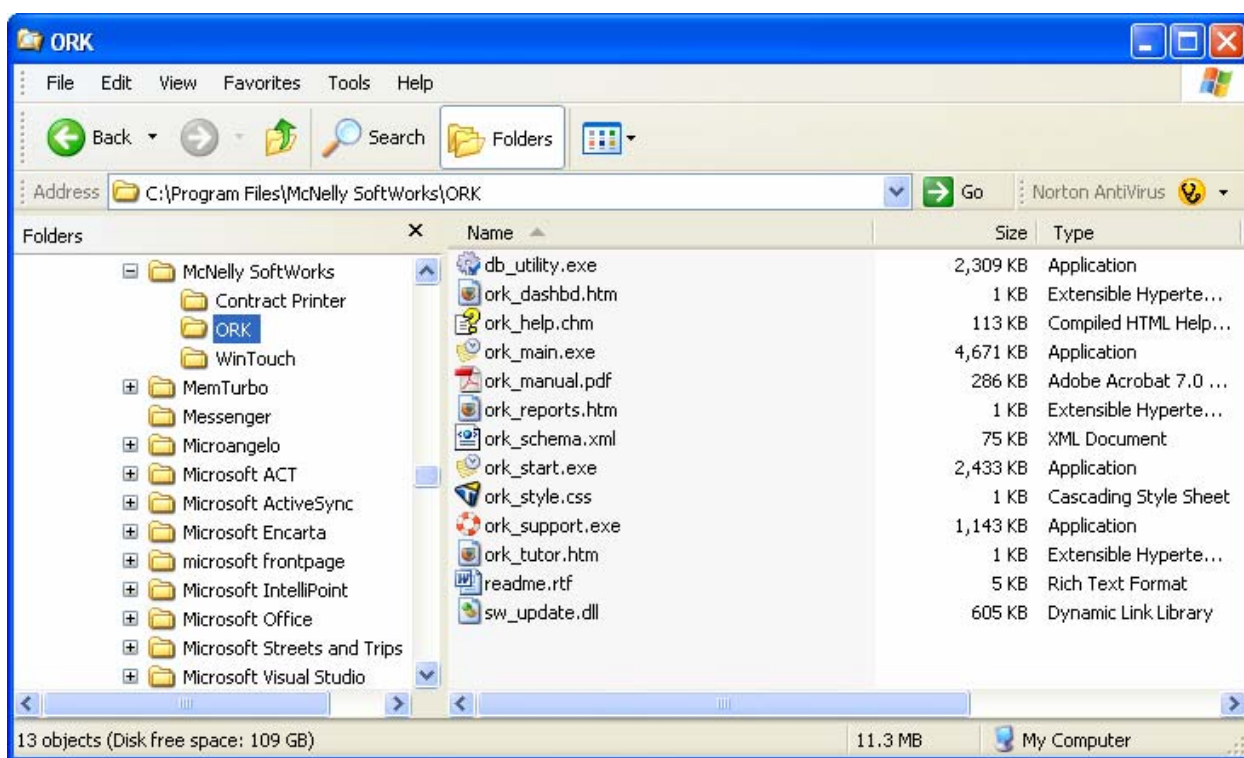 ORK
File Edit View Favorites Tools Help
Back Search Folders
Address C:\Program Files\McNelly SoftWorks\ORK Go Norton AntiVirus
Folders
McNelly SoftWorks
Contract Printer
ORK
WinTouch
MemTurbo
Messenger
Microangelo
Microsoft ACT
Microsoft ActiveSync
Microsoft Encarta
microsoft frontpage
Microsoft IntelliPoint
Microsoft Office
Microsoft Streets and Trips
Microsoft Visual Studio
Name Size Type
db_utility.exe 2,309 KB Application
ork_dashbd.htm 1 KB Extensible Hyperte...
ork_help.chm 113 KB Compiled HTML Help...
ork_main.exe 4,671 KB Application
ork_manual.pdf 286 KB Adobe Acrobat 7.0 ...
ork_reports.htm 1 KB Extensible Hyperte...
ork_schema.xml 75 KB XML Document
ork_start.exe 2,433 KB Application
ork_style.css 1 KB Cascading Style Sheet
ork_support.exe 1,143 KB Application
ork_tutor.htm 1 KB Extensible Hyperte...
readme.rtf 5 KB Rich Text Format
sw_update.dll 605 KB Dynamic Link Library
13 objects (Disk free space: 109 GB) 11.3 MB My Computer